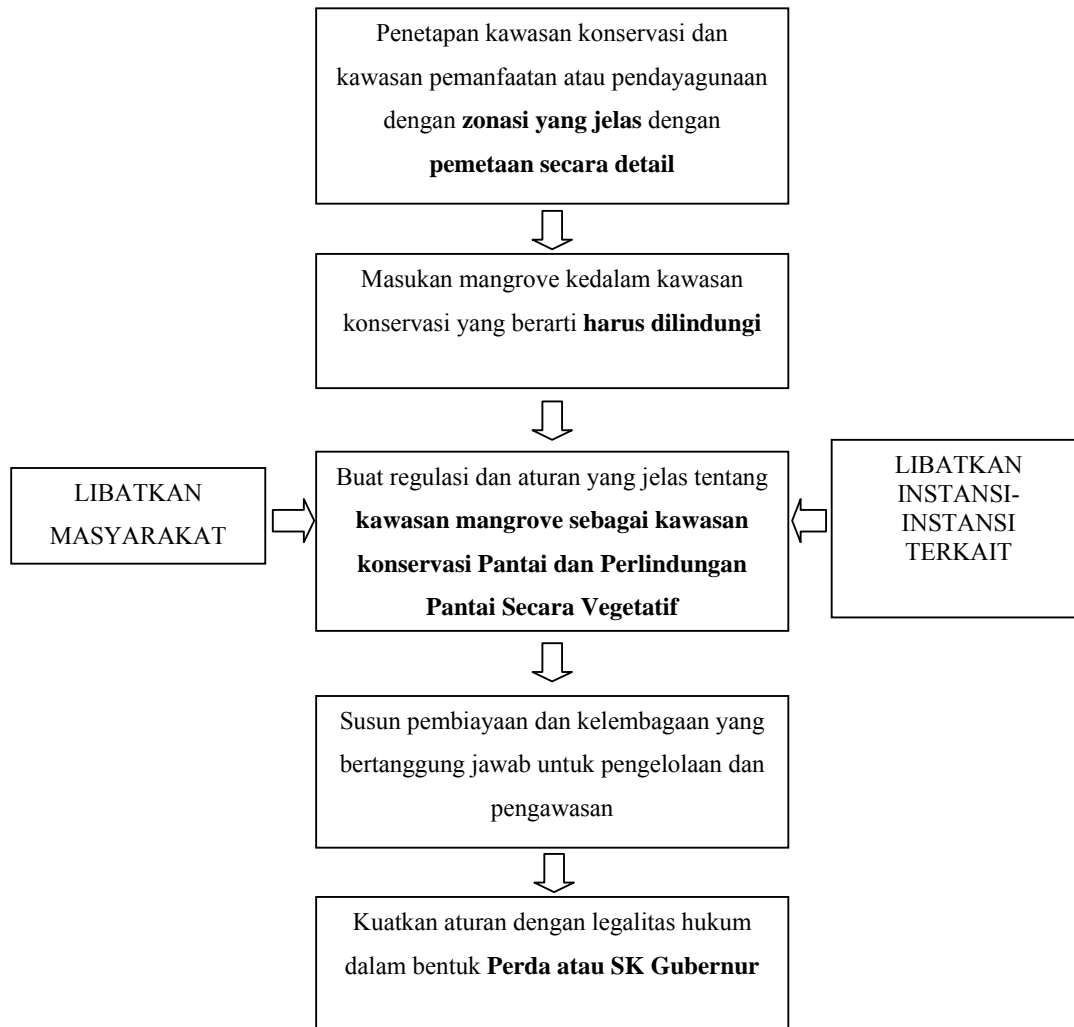 Penetapan kawasan konservasi dan
kawasan pemanfaatan atau pendayagunaan
dengan zonasi yang jelas dengan
pemetaan secara detail
Masukan mangrove kedalam kawasan
konservasi yang berarti harus dilindungi
LIBATKAN
MASYARAKAT
Buat regulasi dan aturan yang jelas tentang
kawasan mangrove sebagai kawasan
konservasi Pantai dan Perlindungan
Pantai Secara Vegetatif
LIBATKAN
INSTANSI-
INSTANSI
TERKAIT
Susun pembiayaan dan kelembagaan yang
bertanggung jawab untuk pengelolaan dan
pengawasan
Kuatkan aturan dengan legalitas hukum
dalam bentuk Perda atau SK Gubernur